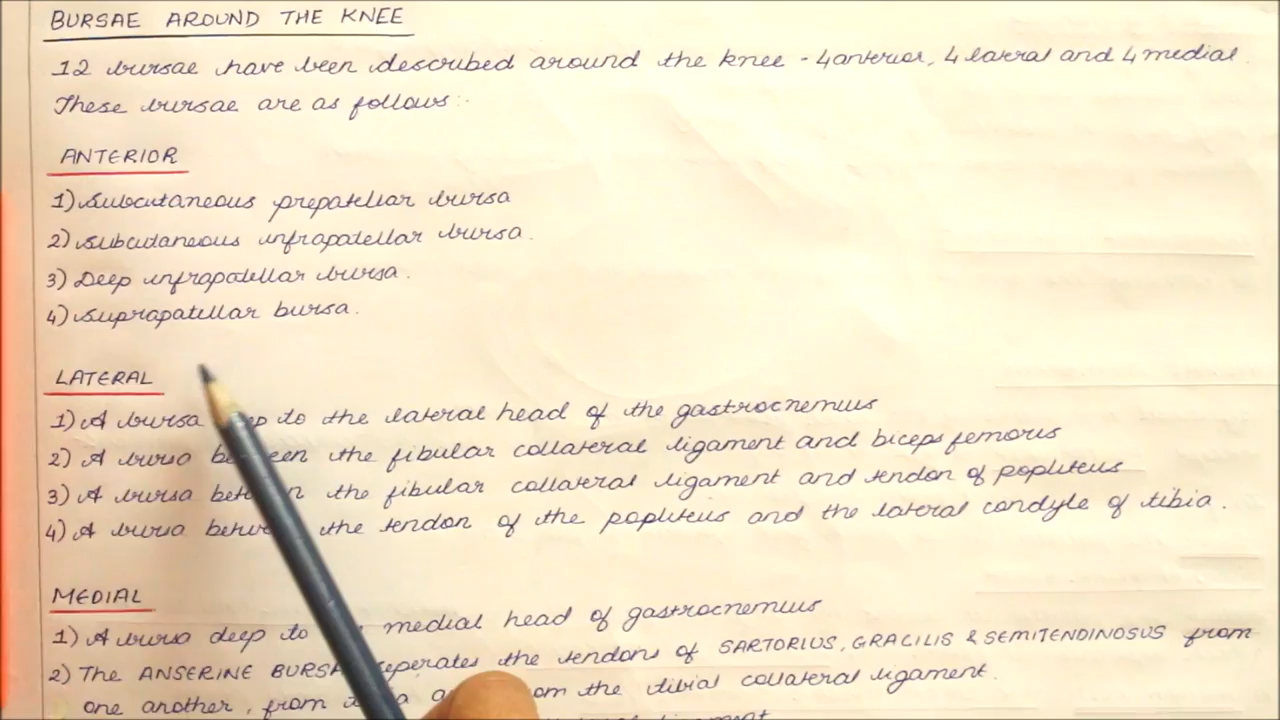 BURSAE AROUND THE KNEE
12 bursae have been described around the knee - 4 anterior, 4 lateral and 4 medial.
These bursae are as follows:-
ANTERIOR
1) Subcutaneous prepatellar bursa
2) Subcutaneous infrapatellar bursa.
3) Deep infrapatellar bursa.
4) Suprapatellar bursa.
LATERAL
1) A bursa deep to the lateral head of the gastrocnemius
2) A bursa between the fibular collateral ligament and biceps femoris
3) A bursa between the fibular collateral ligament and tendon of popliteus
4) A bursa between the tendon of the popliteus and the lateral condyle of tibia.
MEDIAL
1) A bursa deep to medial head of gastrocnemius
2) The ANSERINE BURSA seperates the tendons of SARTORIUS, GRACILIS & SEMITENDINOSUS from
one another, from the tibial collateral ligament.
ligament